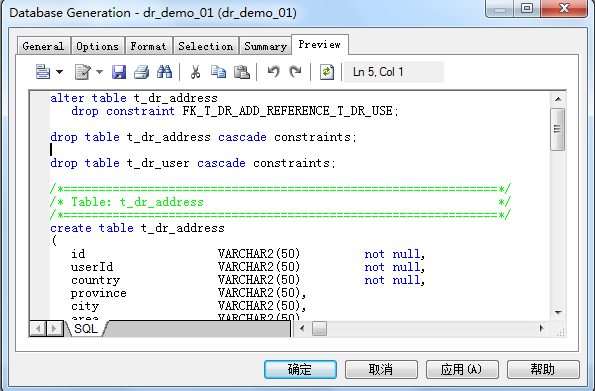 Database Generation - dr_demo_01 (dr_demo_01)
General Options Format Selection Summary Preview
Ln 5, Col 1
alter table t_dr_address
drop constraint FK_T_DR_ADD_REFERENCE_T_DR_USE;
drop table t_dr_address cascade constraints;
drop table t_dr_user cascade constraints;
/*==============================================================*/
/* Table: t_dr_address */
/*==============================================================*/
create table t_dr_address
(
id VARCHAR2(50) not null,
userId VARCHAR2(50) not null,
country VARCHAR2(50) not null,
province VARCHAR2(50),
city VARCHAR2(50),
area VARCHAR2(50)
SQL
确定 取消 应用(A) 帮助